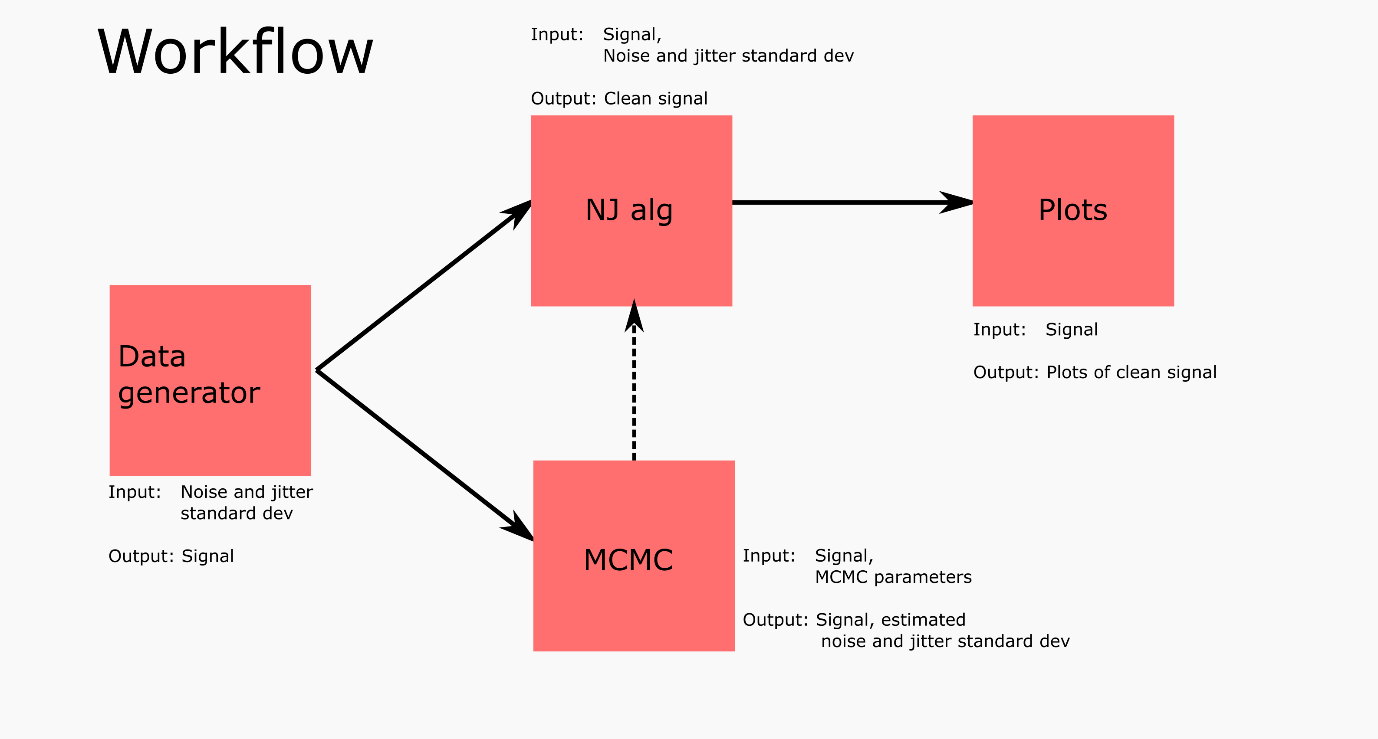 Workflow
Input: Signal,
Noise and jitter standard dev
Output: Clean signal
NJ alg
Plots
Input: Signal
Output: Plots of clean signal
Data
generator
Input: Noise and jitter
standard dev
Output: Signal
MCMC
Input: Signal,
MCMC parameters
Output: Signal, estimated
noise and jitter standard dev